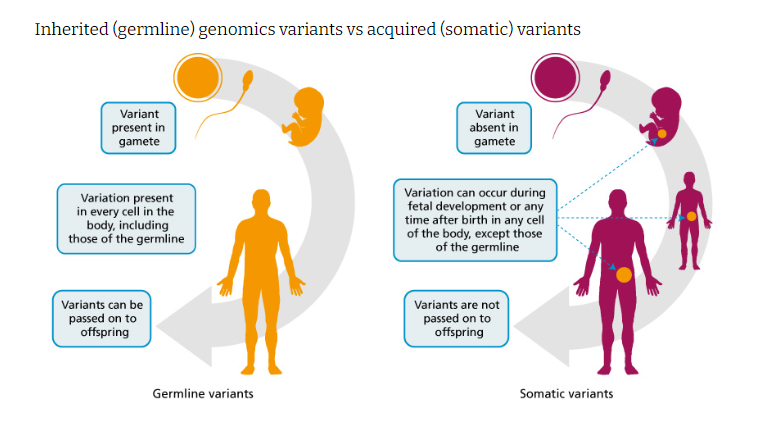 Inherited (germline) genomics variants vs acquired (somatic) variants
Variant
present in
gamete
Variation present
in every cell in the
body, including
those of the germline
Variants can be
passed on to
offspring
Germline variants
Variant
absent in
gamete
Variation can occur during
fetal development or any
time after birth in any cell
of the body, except those
of the germline
Variants are not
passed on to
offspring
Somatic variants